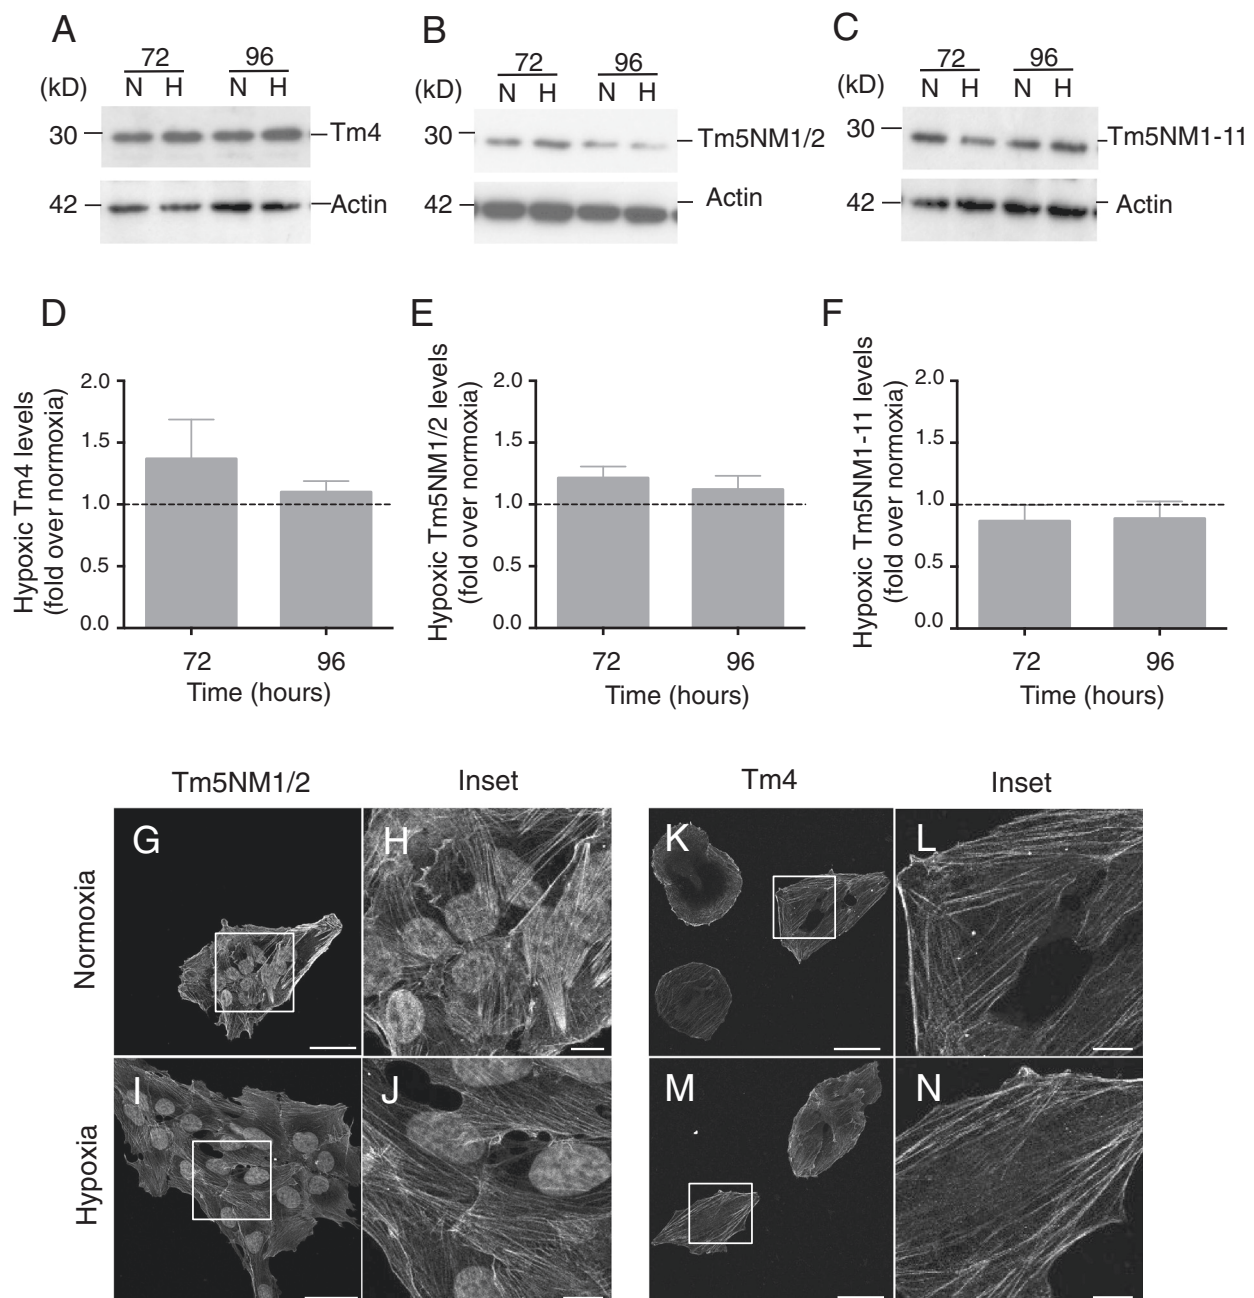 A
72 96
(kD) N H N H
30 Tm4
42 Actin
B
72 96
(kD) N H N H
30 Tm5NM1/2
42 Actin
C
72 96
(kD) N H N H
30 Tm5NM1-11
42 Actin
D
Hypoxic Tm4 levels
(fold over normoxia)
2.0
1.5
1.0
0.5
0.0
72 96
Time (hours)
E
Hypoxic Tm5NM1/2 levels
(fold over normoxia)
2.0
1.5
1.0
0.5
0.0
72 96
Time (hours)
F
Hypoxic Tm5NM1-11 levels
(fold over normoxia)
2.0
1.5
1.0
0.5
0.0
72 96
Time (hours)
Tm5NM1/2 Inset Tm4 Inset
Normoxia
G H K L
Hypoxia
I J M N